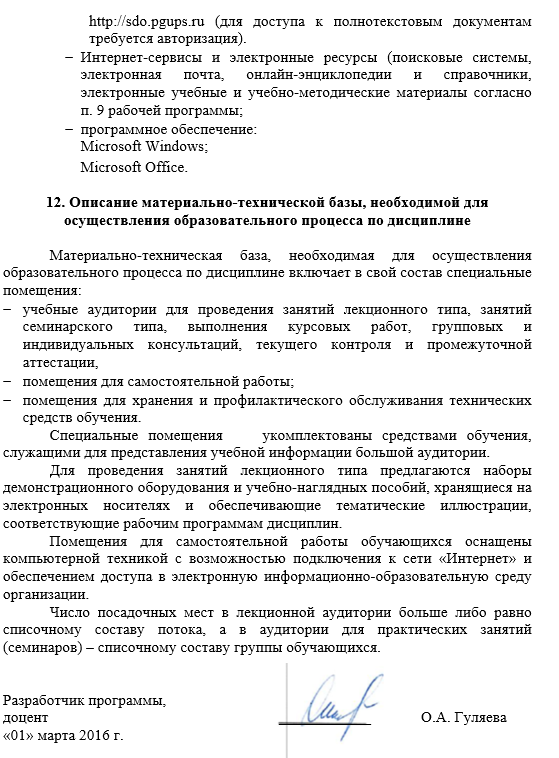 http://sdo.pgups.ru (для доступа к полнотекстовым документам
требуется авторизация).
− Интернет-сервисы и электронные ресурсы (поисковые системы,
электронная почта, онлайн-энциклопедии и справочники,
электронные учебные и учебно-методические материалы согласно
п. 9 рабочей программы;
− программное обеспечение:
Microsoft Windows;
Microsoft Office.
12. Описание материально-технической базы, необходимой для
осуществления образовательного процесса по дисциплине
Материально-техническая база, необходимая для осуществления
образовательного процесса по дисциплине включает в свой состав специальные
помещения:
− учебные аудитории для проведения занятий лекционного типа, занятий
семинарского типа, выполнения курсовых работ, групповых и
индивидуальных консультаций, текущего контроля и промежуточной
аттестации,
− помещения для самостоятельной работы;
− помещения для хранения и профилактического обслуживания технических
средств обучения.
Специальные помещения укомплектованы средствами обучения,
служащими для представления учебной информации большой аудитории.
Для проведения занятий лекционного типа предлагаются наборы
демонстрационного оборудования и учебно-наглядных пособий, хранящиеся на
электронных носителях и обеспечивающие тематические иллюстрации,
соответствующие рабочим программам дисциплин.
Помещения для самостоятельной работы обучающихся оснащены
компьютерной техникой с возможностью подключения к сети «Интернет» и
обеспечением доступа в электронную информационно-образовательную среду
организации.
Число посадочных мест в лекционной аудитории больше либо равно
списочному составу потока, а в аудитории для практических занятий
(семинаров) – списочному составу группы обучающихся.
Разработчик программы,
доцент О.А. Гуляева
«01» марта 2016 г.